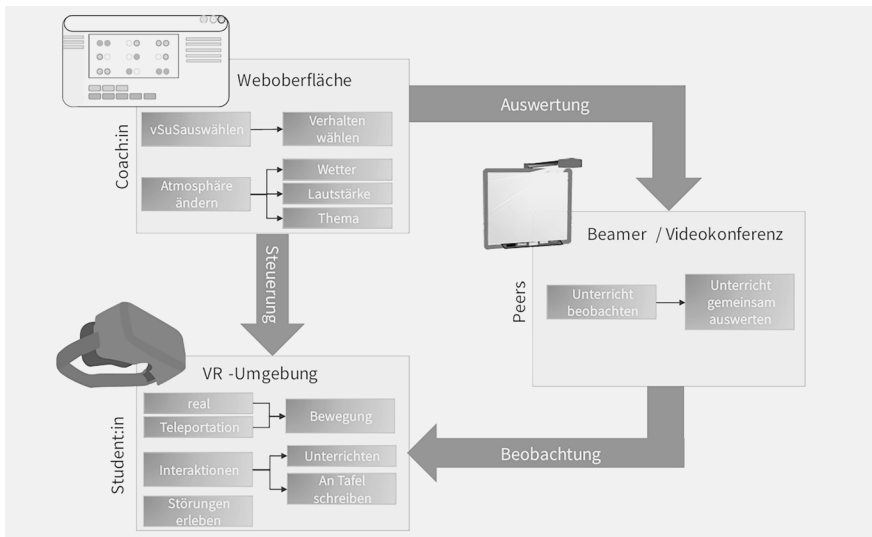 Weboberfläche
Coach:in
vSuSauswählen
Verhalten
wählen
Atmosphäre
ändern
Wetter
Lautstärke
Thema
Auswertung
Steuerung
Beamer / Videokonferenz
Peers
Unterricht
beobachten
Unterricht
gemeinsam
auswerten
VR -Umgebung
Student:in
real
Teleportation
Bewegung
Interaktionen
Unterrichten
An Tafel
schreiben
Störungen
erleben
Beobachtung